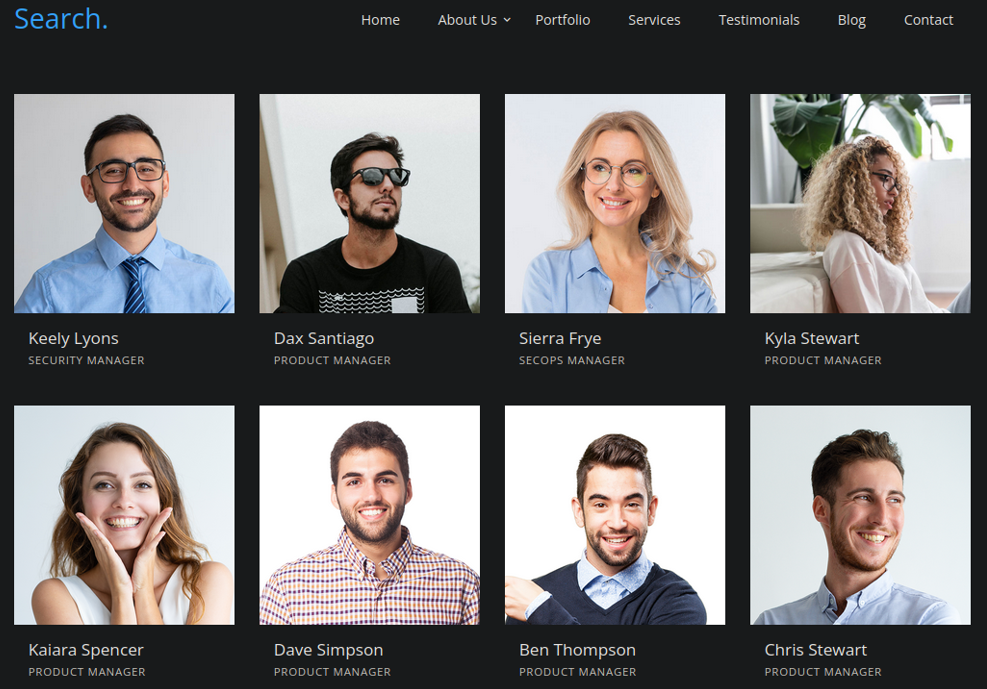 Search.
Home About Us Portfolio Services Testimonials Blog Contact
Keely Lyons Dax Santiago Sierra Frye Kyla Stewart
SECURITY MANAGER PRODUCT MANAGER SECOPS MANAGER PRODUCT MANAGER
Kaiara Spencer Dave Simpson Ben Thompson Chris Stewart
PRODUCT MANAGER PRODUCT MANAGER PRODUCT MANAGER PRODUCT MANAGER